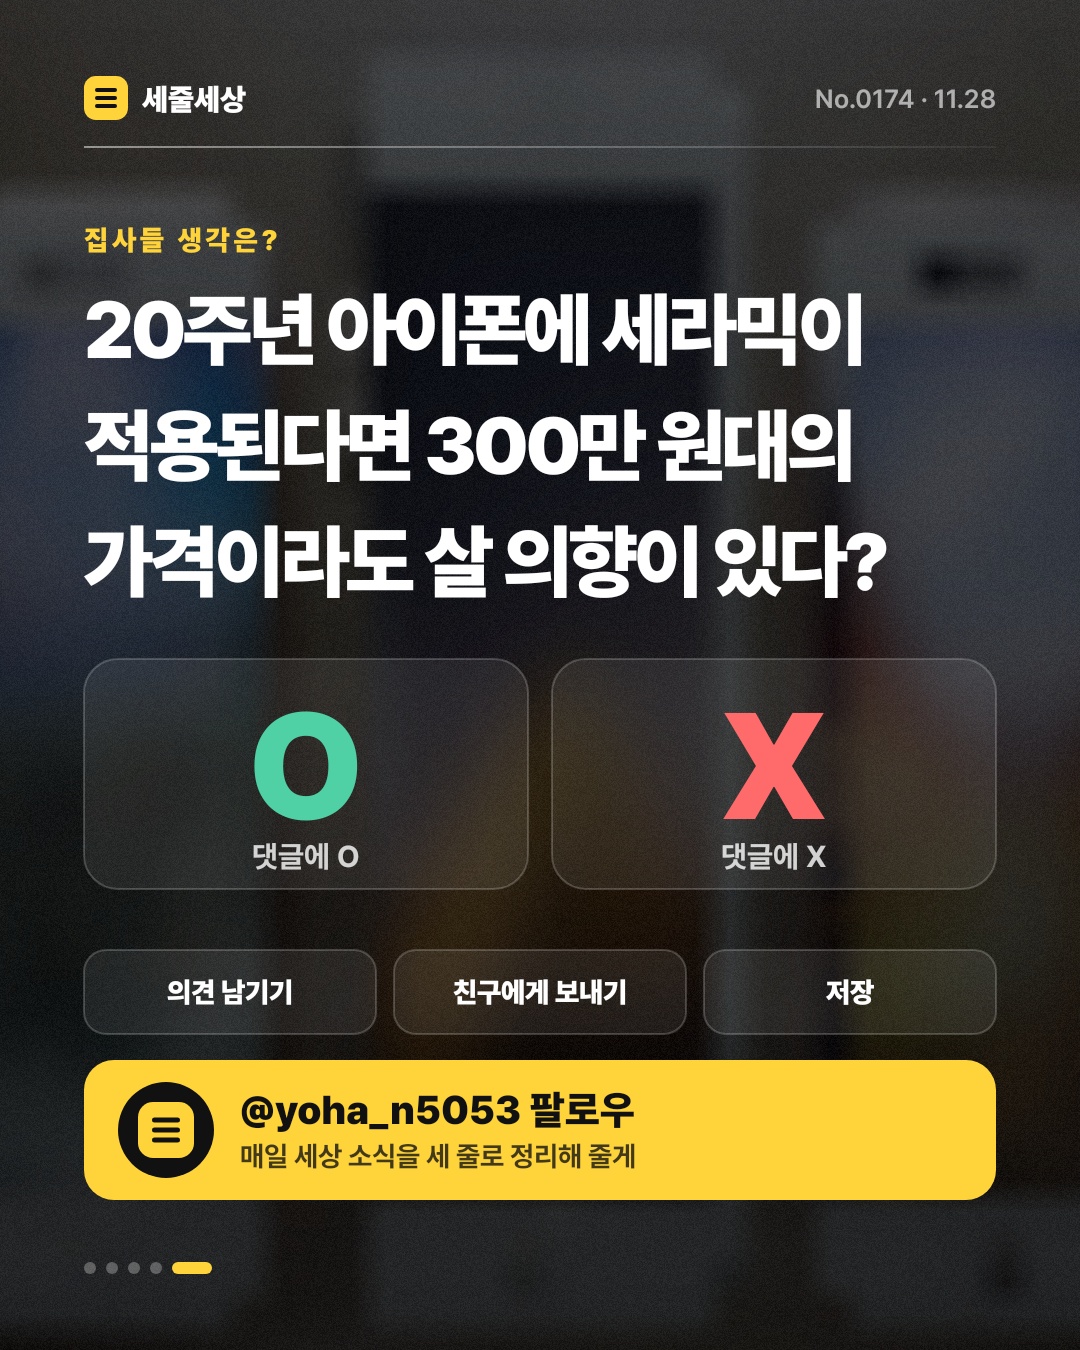 세줄세상
No.0174 · 11.28
집사들 생각은?
20주년 아이폰에 세라믹이
적용된다면 300만 원대의
가격이라도 살 의향이 있다?
O
댓글에 O
X
댓글에 X
의견 남기기
친구에게 보내기
저장
@yoha_n5053 팔로우
매일 세상 소식을 세 줄로 정리해 줄게